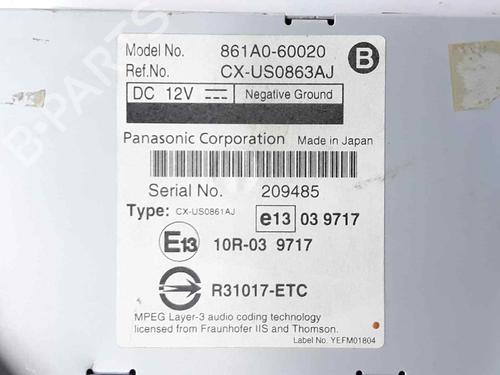 Model No. 861A0-60020 B
Ref.No. CX-US0863AJ
DC 12V Negative Ground
Panasonic Corporation Made in Japan
Serial No. 209485
Type: CX-US0861AJ e13 03 9717
E13 10R-03 9717
R31017-ETC
MPEG Layer-3 audio coding technology
licensed from Fraunhofer IIS and Thomson.
Label No. YEFM01804
B-PARTS